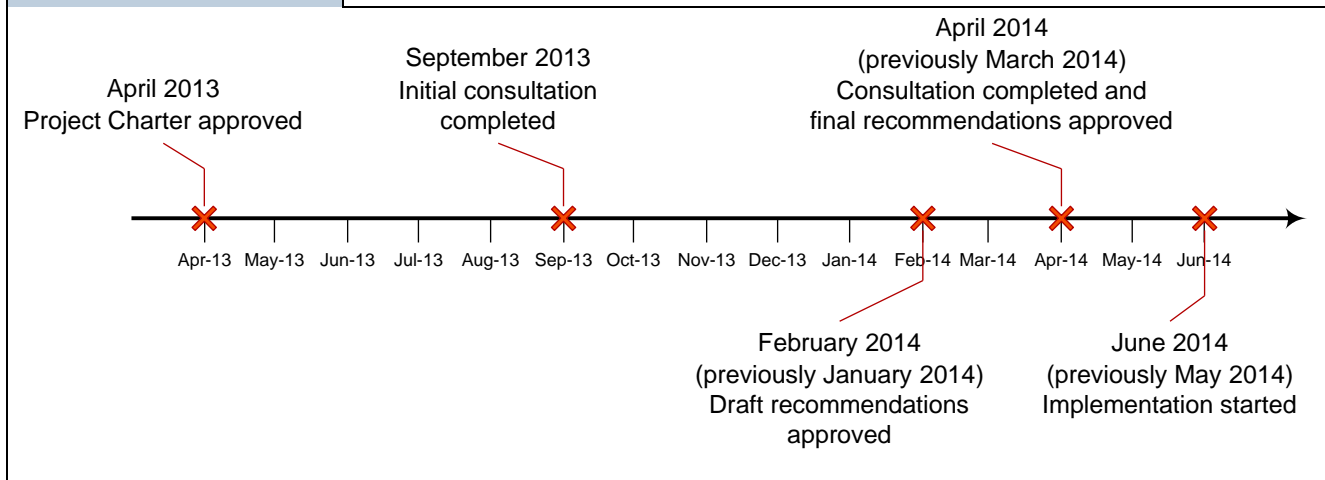 April 2013
Project Charter approved
September 2013
Initial consultation
completed
April 2014
(previously March 2014)
Consultation completed and
final recommendations approved
Apr-13 May-13 Jun-13 Jul-13 Aug-13 Sep-13 Oct-13 Nov-13 Dec-13 Jan-14 Feb-14 Mar-14 Apr-14 May-14 Jun-14
February 2014
(previously January 2014)
Draft recommendations
approved
June 2014
(previously May 2014)
Implementation started